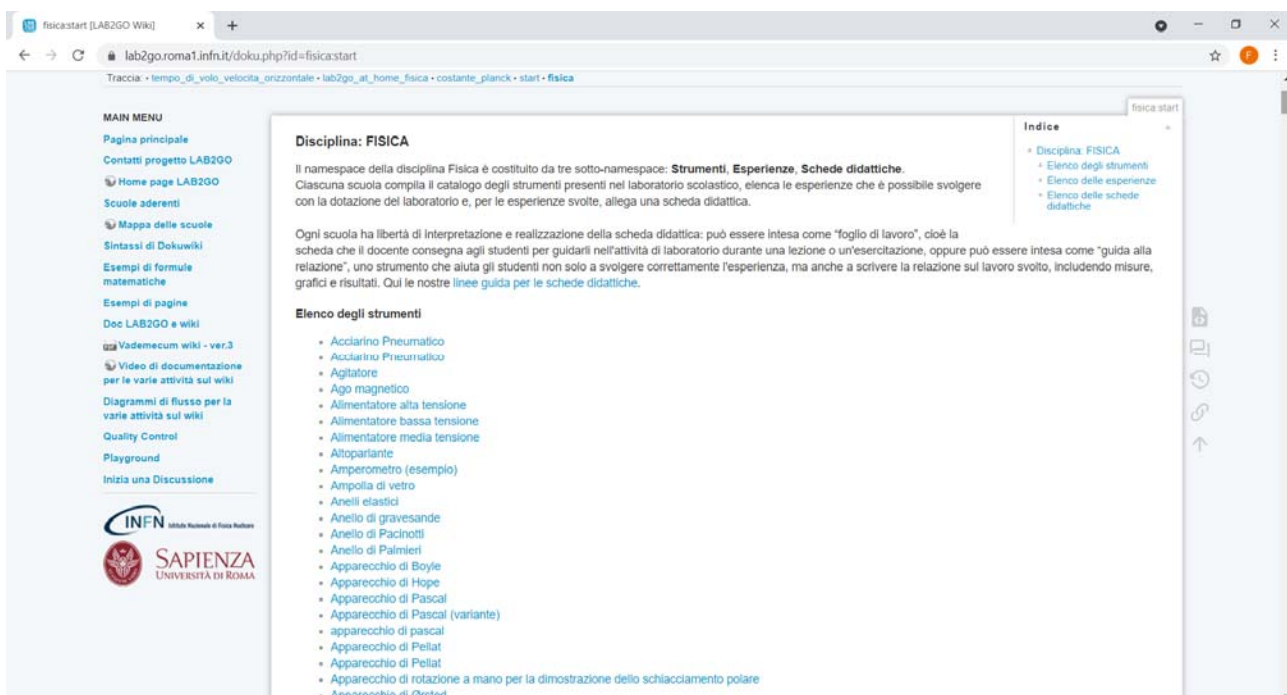 fisica:start [LAB2GO Wiki]
lab2go.roma1.infn.it/doku.php?id=fisica:start
F
Traccia: • tempo_di_volo_velocita_orizzontale • lab2go_at_home_fisica • costante_planck • start • fisica
fisica:start
MAIN MENU
Pagina principale
Contatti progetto LAB2GO
Home page LAB2GO
Scuole aderenti
Mappa delle scuole
Sintassi di Dokuwiki
Esempi di formule
matematiche
Esempi di pagine
Doc LAB2GO e wiki
Vademecum wiki - ver.3
Video di documentazione
per le varie attività sul wiki
Diagrammi di flusso per la
varie attività sul wiki
Quality Control
Playground
Inizia una Discussione
INFN Istituto Nazionale di Fisica Nucleare
SAPIENZA
UNIVERSITÀ DI ROMA
Disciplina: FISICA
Il namespace della disciplina Fisica è costituito da tre sotto-namespace: Strumenti, Esperienze, Schede didattiche.
Ciascuna scuola compila il catalogo degli strumenti presenti nel laboratorio scolastico, elenca le esperienze che è possibile svolgere
con la dotazione del laboratorio e, per le esperienze svolte, allega una scheda didattica.
Ogni scuola ha libertà di interpretazione e realizzazione della scheda didattica: può essere intesa come “foglio di lavoro”, cioè la
scheda che il docente consegna agli studenti per guidarli nell'attività di laboratorio durante una lezione o un'esercitazione, oppure può essere intesa come “guida alla
relazione”, uno strumento che aiuta gli studenti non solo a svolgere correttamente l'esperienza, ma anche a scrivere la relazione sul lavoro svolto, includendo misure,
grafici e risultati. Qui le nostre linee guida per le schede didattiche.
Indice
Disciplina: FISICA
Elenco degli strumenti
Elenco delle esperienze
Elenco delle schede
didattiche
Elenco degli strumenti
Acciarino Pneumatico
Acciarino Pneumatico
Agitatore
Ago magnetico
Alimentatore alta tensione
Alimentatore bassa tensione
Alimentatore media tensione
Altoparlante
Amperometro (esempio)
Ampolla di vetro
Anelli elastici
Anello di gravesande
Anello di Pacinotti
Anello di Palmieri
Apparecchio di Boyle
Apparecchio di Hope
Apparecchio di Pascal
Apparecchio di Pascal (variante)
apparecchio di pascal
Apparecchio di Pellat
Apparecchio di Pellat
Apparecchio di rotazione a mano per la dimostrazione dello schiacciamento polare
Apparecchio di Ørsted